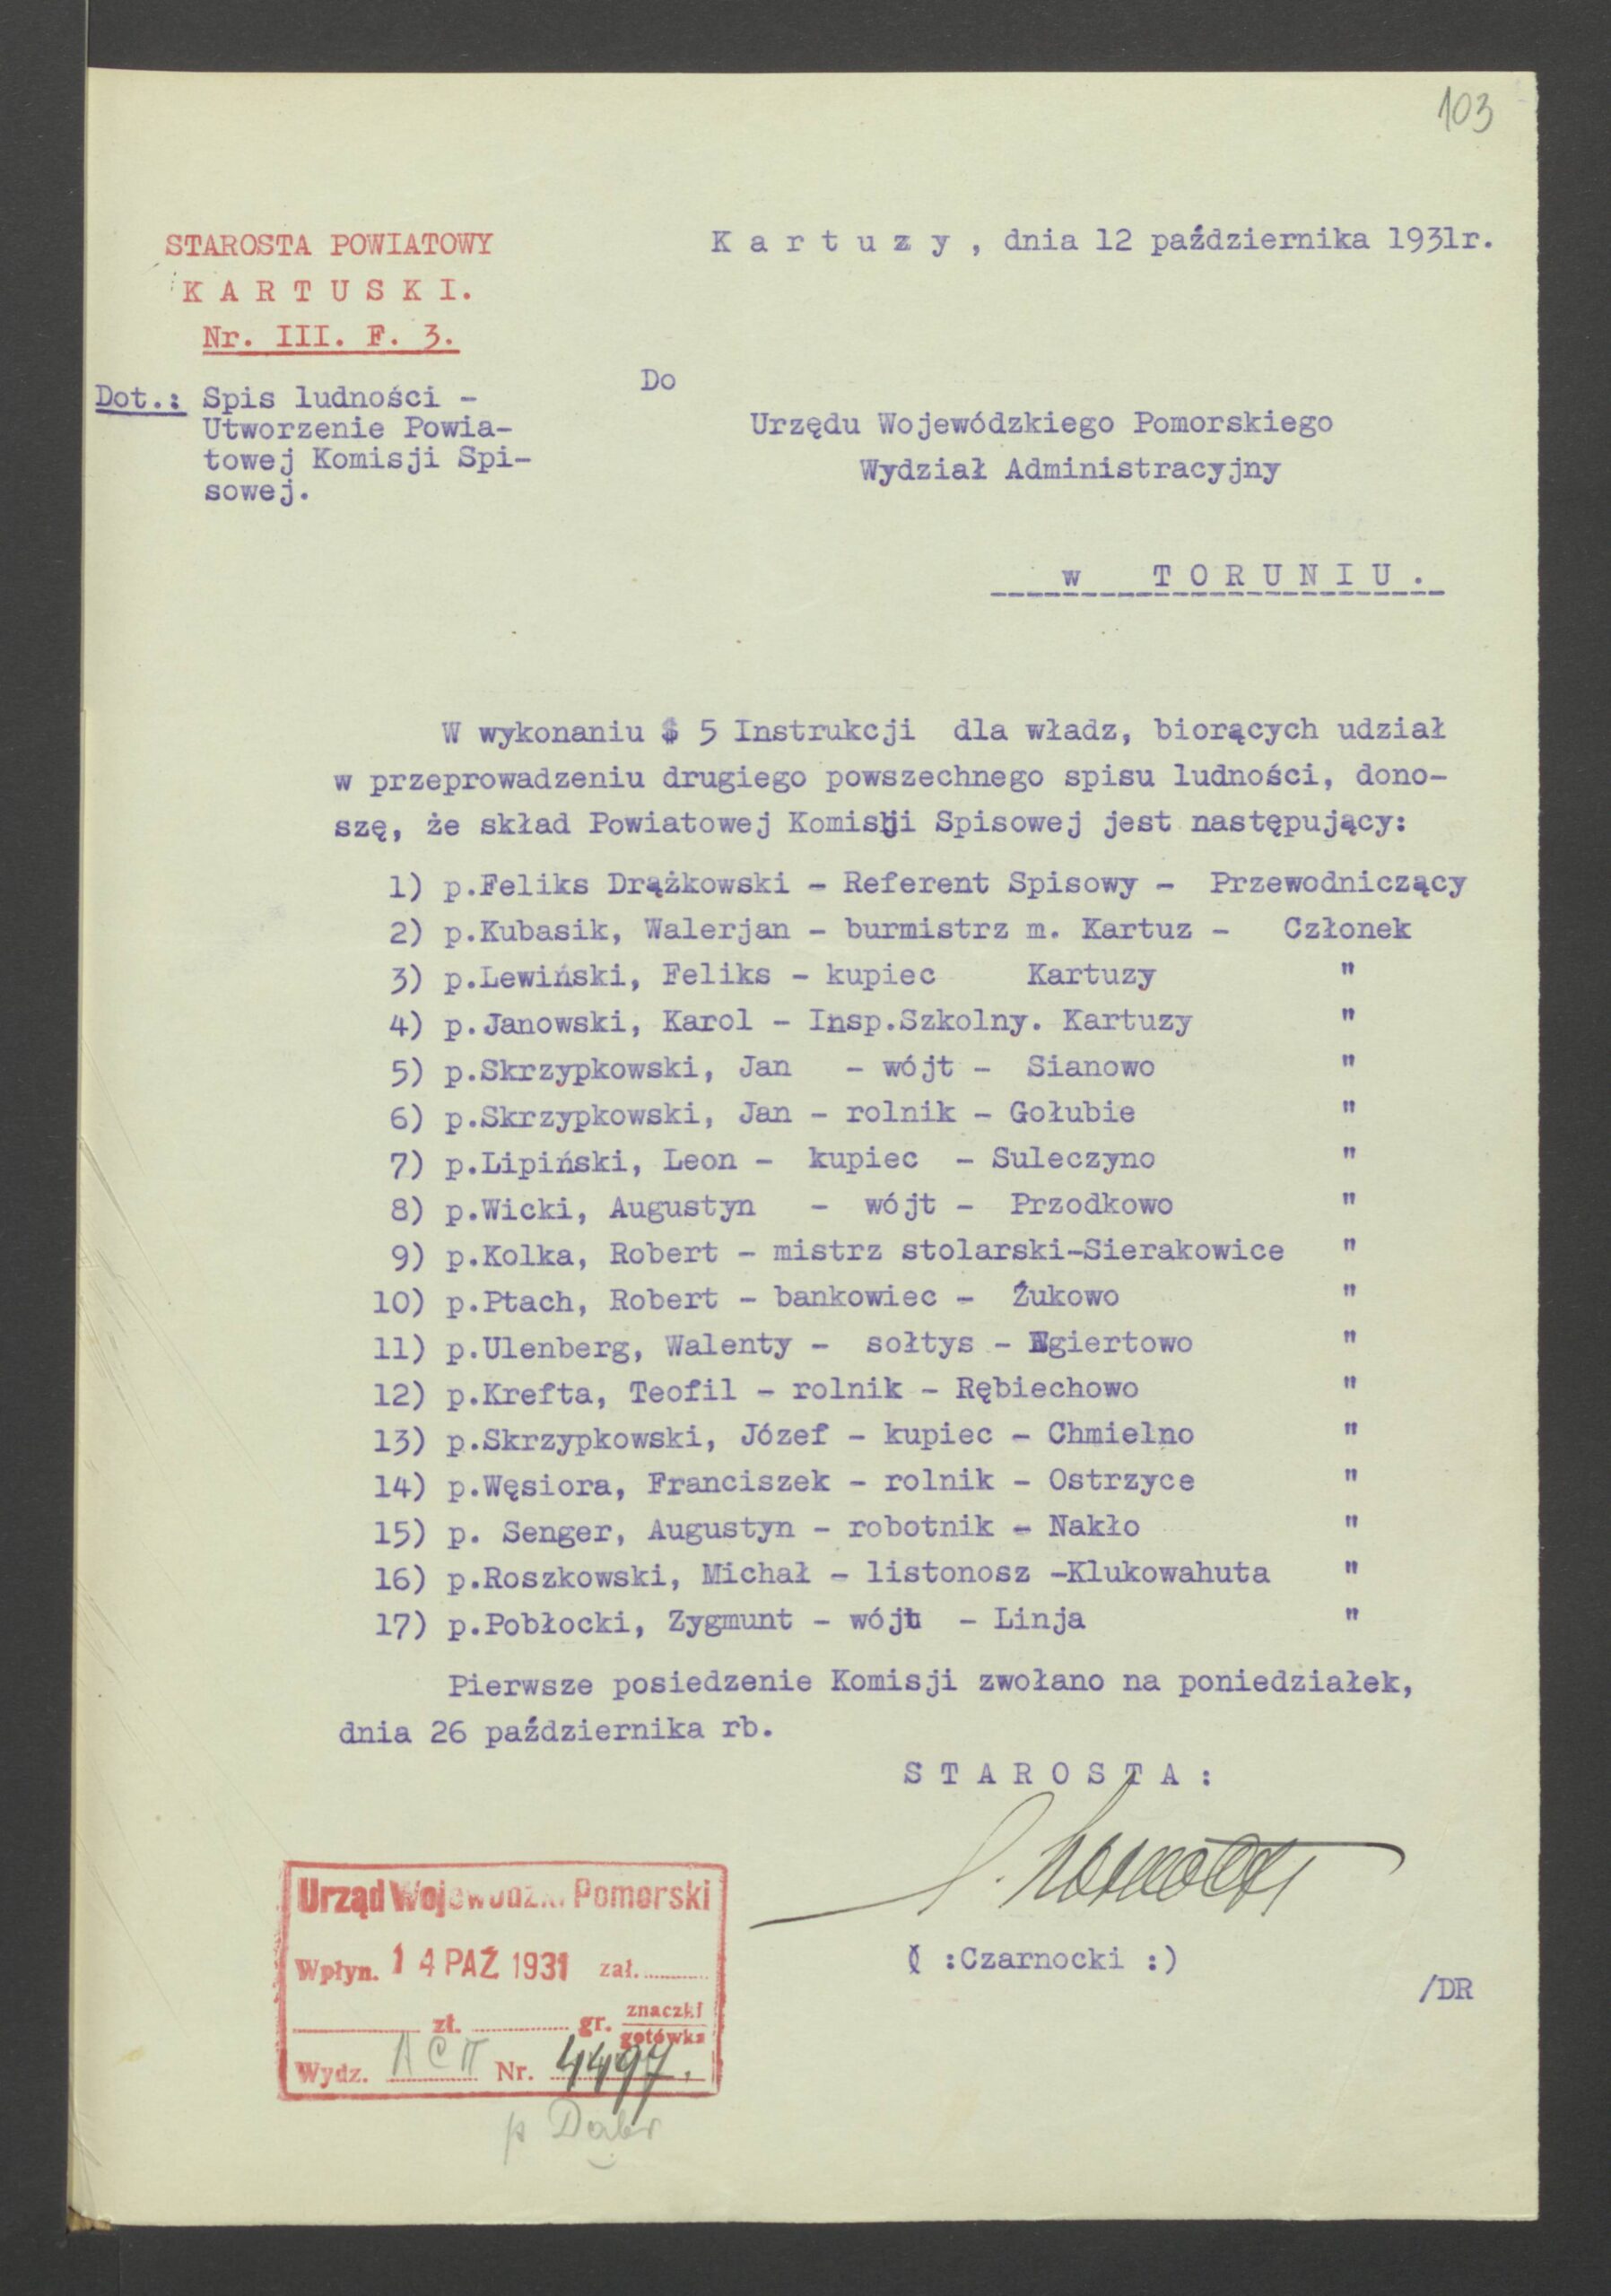 103
STAROSTA POWIATOWY
K A R T U S K I.
Nr. III. F. 3.
K a r t u z y , dnia 12 października 1931r.
Dot.: Spis ludności -
Utworzenie Powia-
towej Komisji Spi-
sowej.
Do
Urzędu Wojewódzkiego Pomorskiego
Wydział Administracyjny
w T O R U N I U .
W wykonaniu $ 5 Instrukcji dla władz, biorących udział
w przeprowadzeniu drugiego powszechnego spisu ludności, dono-
szę, że skład Powiatowej Komisji Spisowej jest następujący:
1) p.Feliks Drążkowski - Referent Spisowy - Przewodniczący
2) p.Kubasik, Walerjan - burmistrz m. Kartuz - Członek
3) p.Lewiński, Feliks - kupiec Kartuzy "
4) p.Janowski, Karol - Insp.Szkolny. Kartuzy "
5) p.Skrzypkowski, Jan - wójt - Sianowo "
6) p.Skrzypkowski, Jan - rolnik - Gołubie "
7) p.Lipiński, Leon - kupiec - Suleczyno "
8) p.Wicki, Augustyn - wójt - Przodkowo "
9) p.Kolka, Robert - mistrz stolarski-Sierakowice "
10) p.Ptach, Robert - bankowiec - Żukowo "
11) p.Ulenberg, Walenty - sołtys - Egiertowo "
12) p.Krefta, Teofil - rolnik - Rębiechowo "
13) p.Skrzypkowski, Józef - kupiec - Chmielno "
14) p.Węsiora, Franciszek - rolnik - Ostrzyce "
15) p. Senger, Augustyn - robotnik - Nakło "
16) p.Roszkowski, Michał - listonosz -Klukowahuta "
17) p.Pobłocki, Zygmunt - wójt - Linja "
Pierwsze posiedzenie Komisji zwołano na poniedziałek,
dnia 26 października rb.
S T A R O S T A :
( :Czarnocki :)
/DR
Urząd Wojewódzki Pomorski
Wpłyn. 14 PAŹ 1931 zał.
zł. gr. znaczki
gotówka
Wydz. Nr. 4497.
p Dąbr